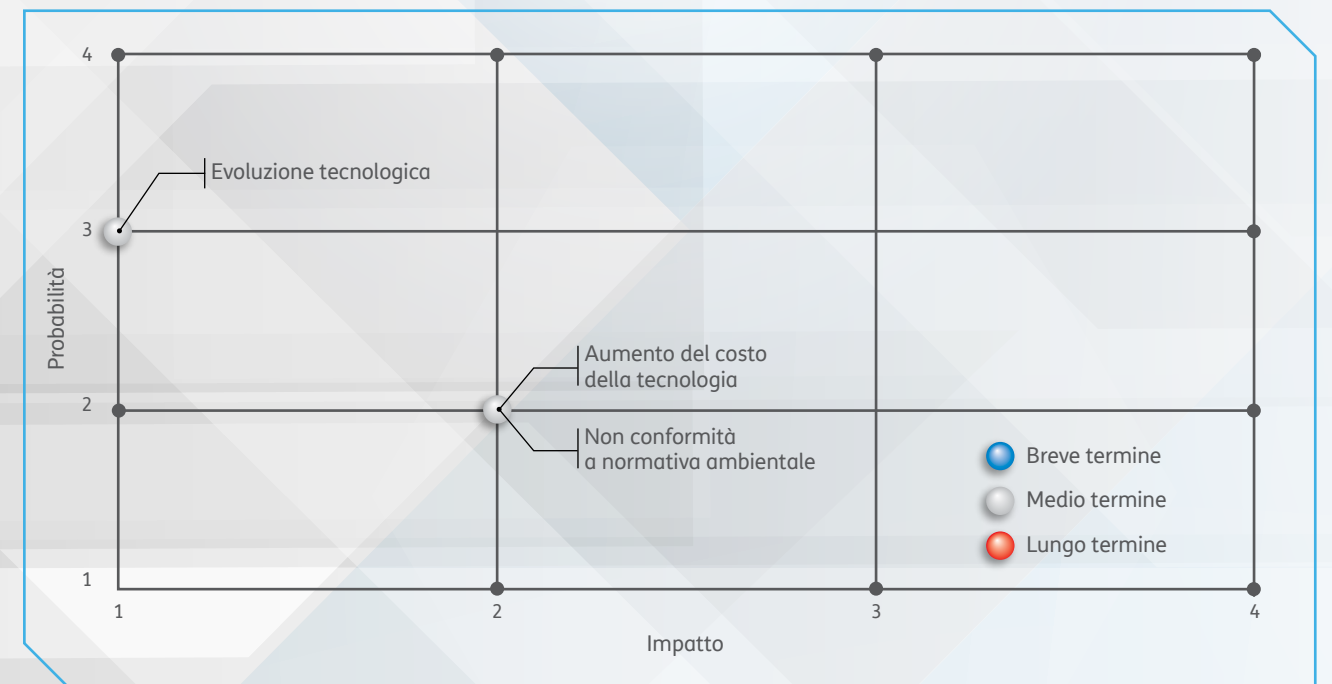 4
Evoluzione tecnologica
3
Probabilità
Aumento del costo
della tecnologia
2
Non conformità
a normativa ambientale
Breve termine
Medio termine
Lungo termine
1
1
2
3
4
Impatto